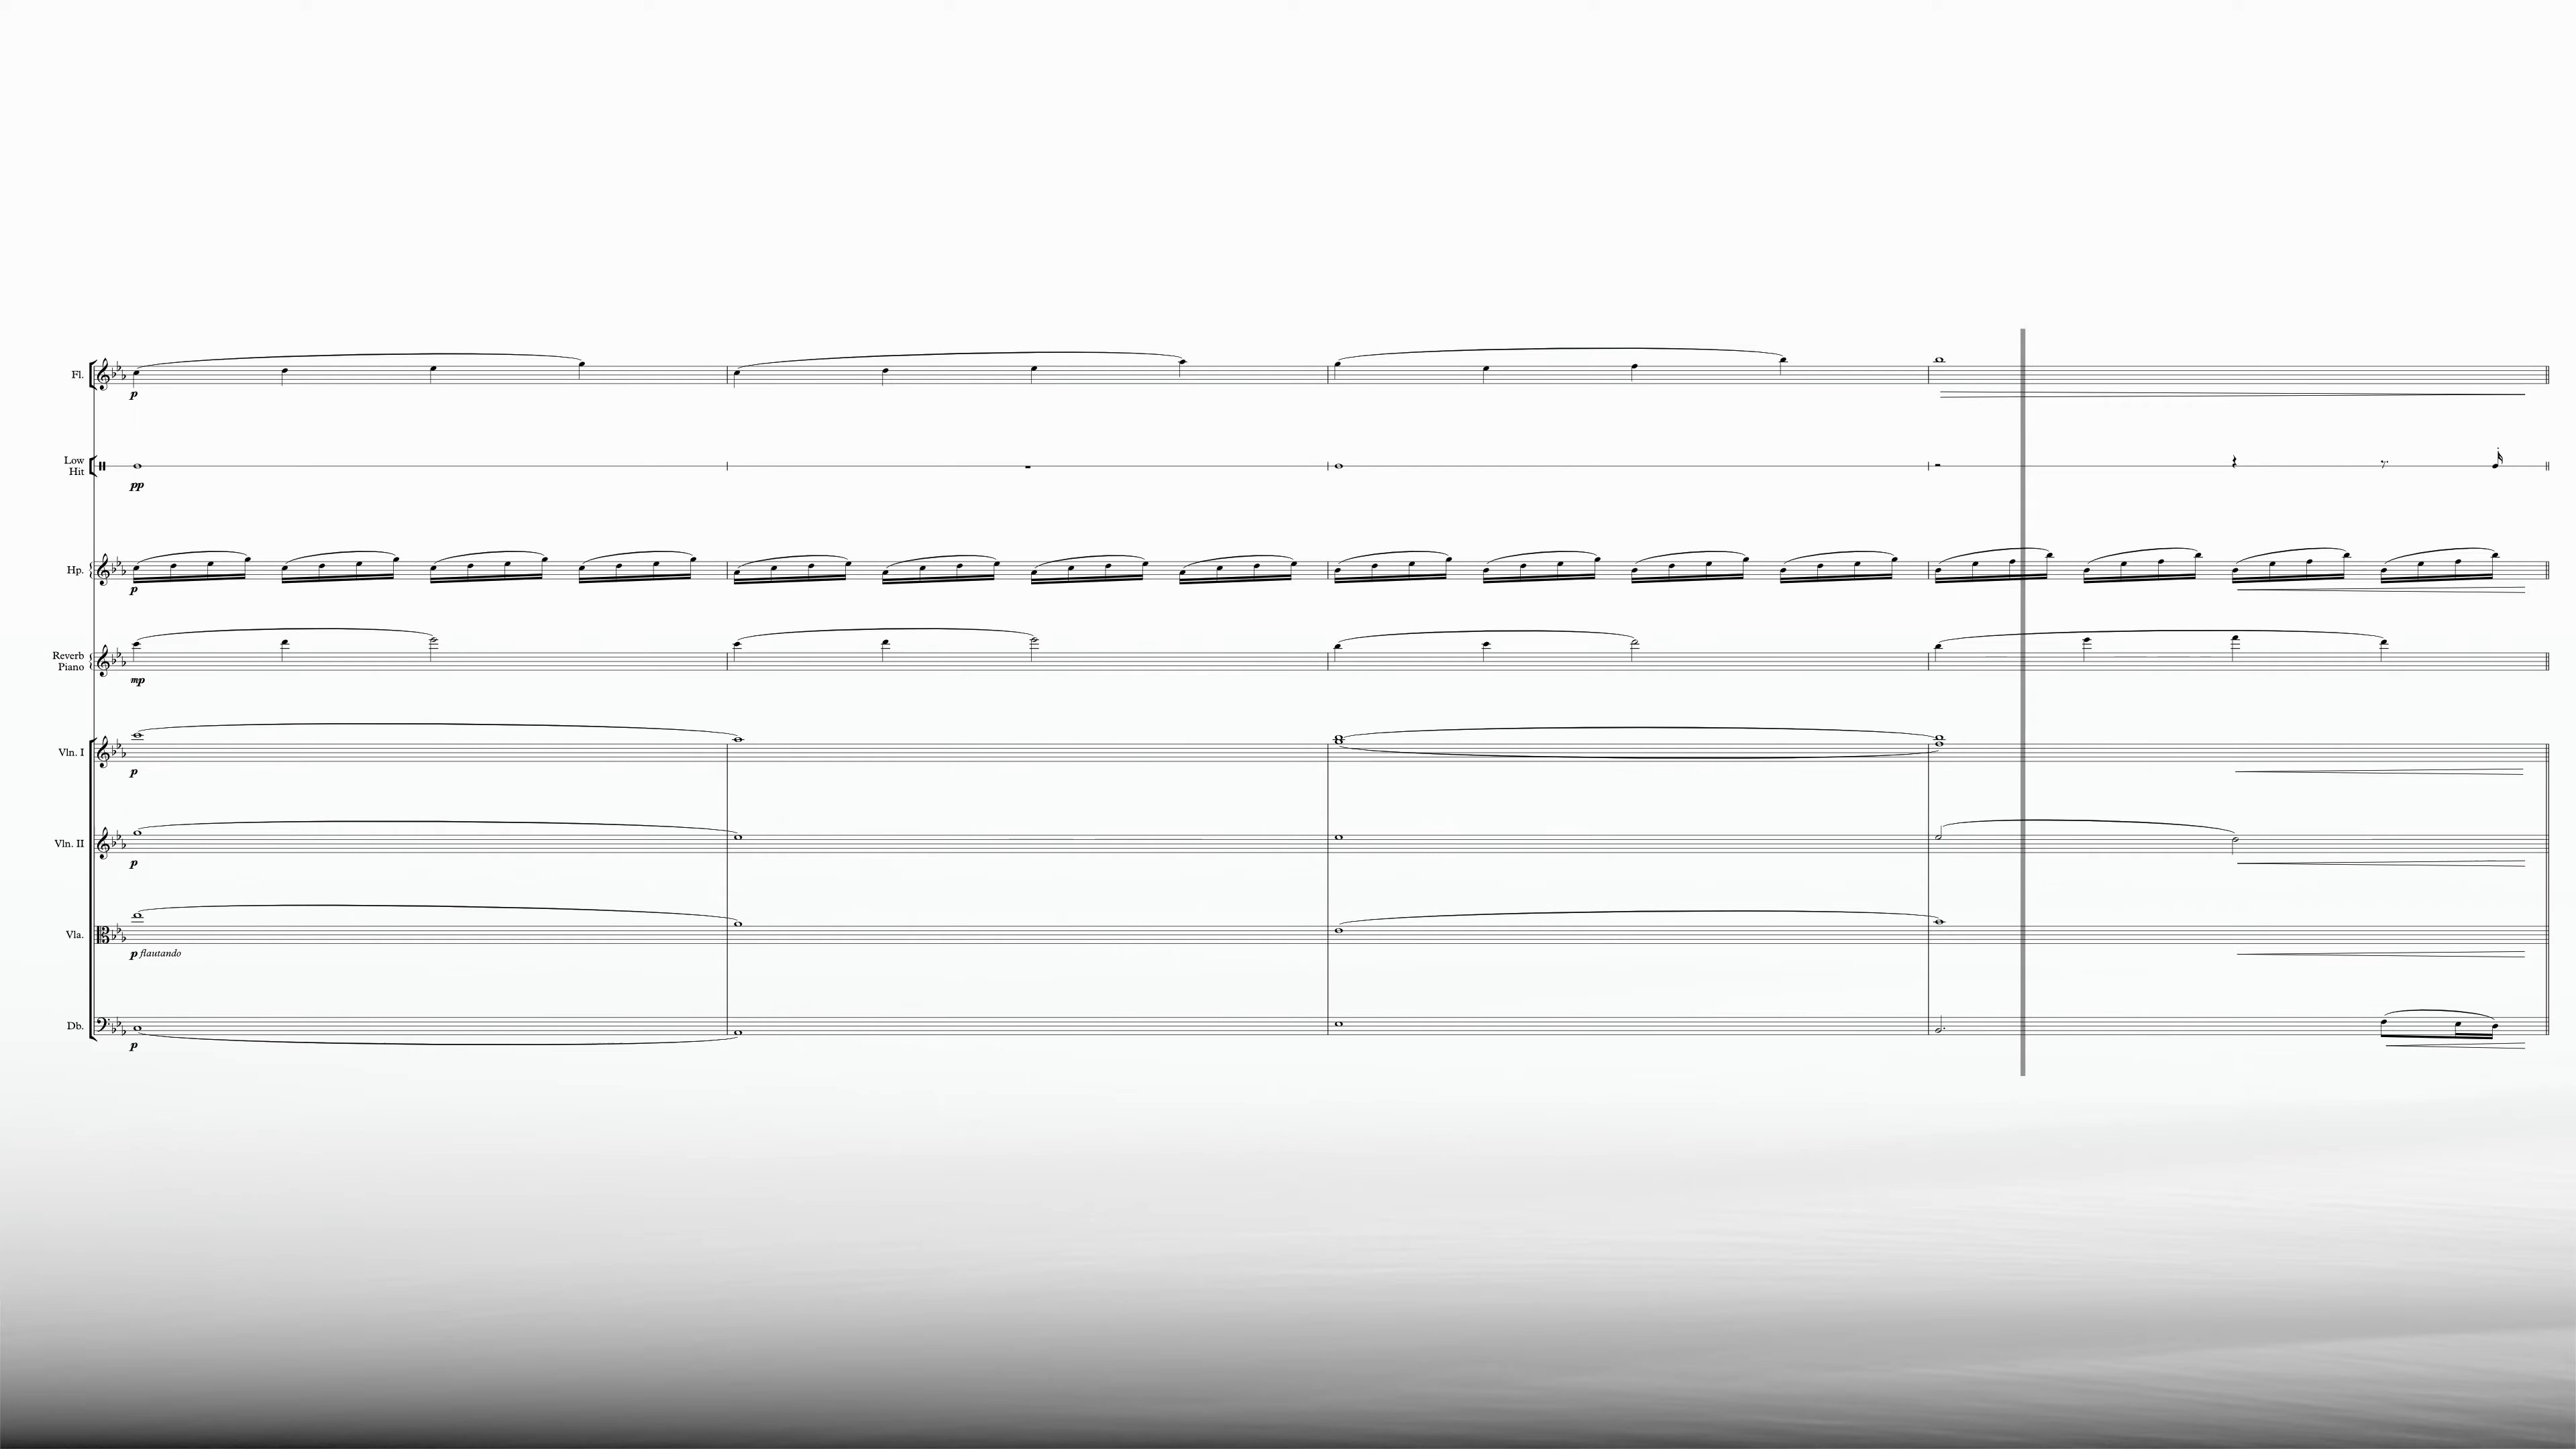 Fl.
p
Low
Hit
pp
Hp.
p
Reverb
Piano
mp
Vln. I
p
Vln. II
p
Vla.
p flautando
Db.
p